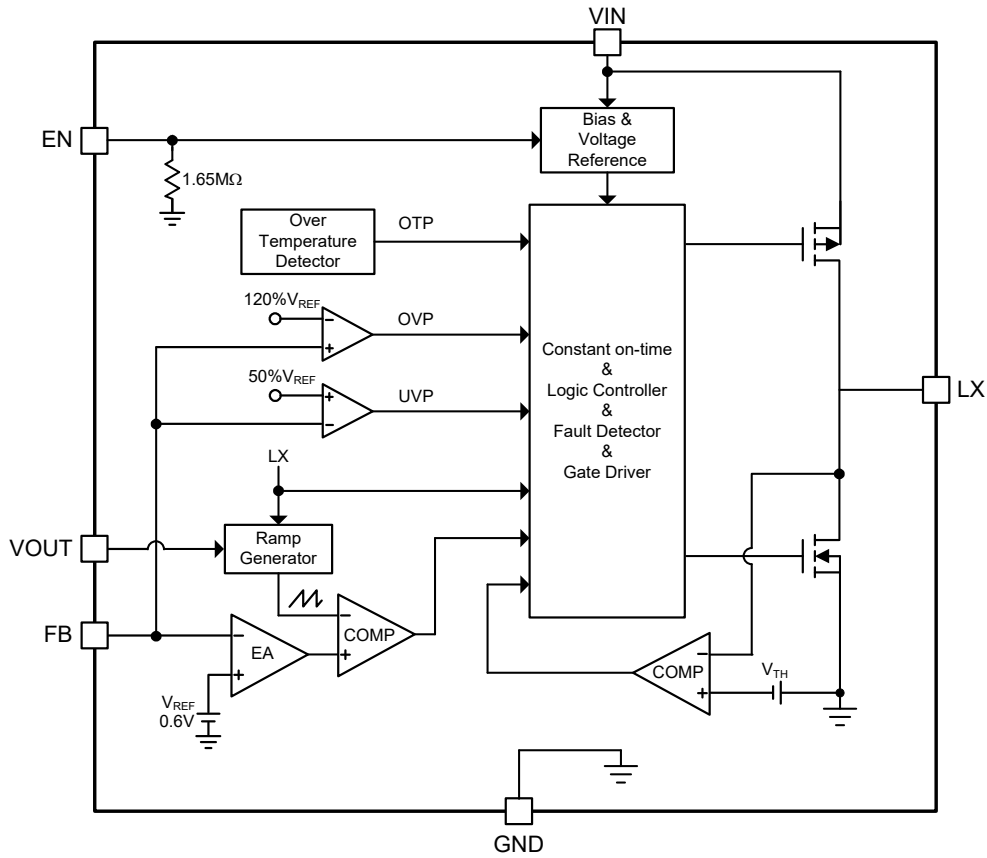 VIN
EN
Bias &
Voltage
Reference
1.65MΩ
Over
Temperature
Detector
OTP
120%VREF
−
+
OVP
50%VREF
+
−
UVP
Constant on-time
&
Logic Controller
&
Fault Detector
&
Gate Driver
LX
LX
VOUT
Ramp
Generator
FB
−
EA
+
−
COMP
+
VREF
0.6V
−
COMP
+
VTH
GND